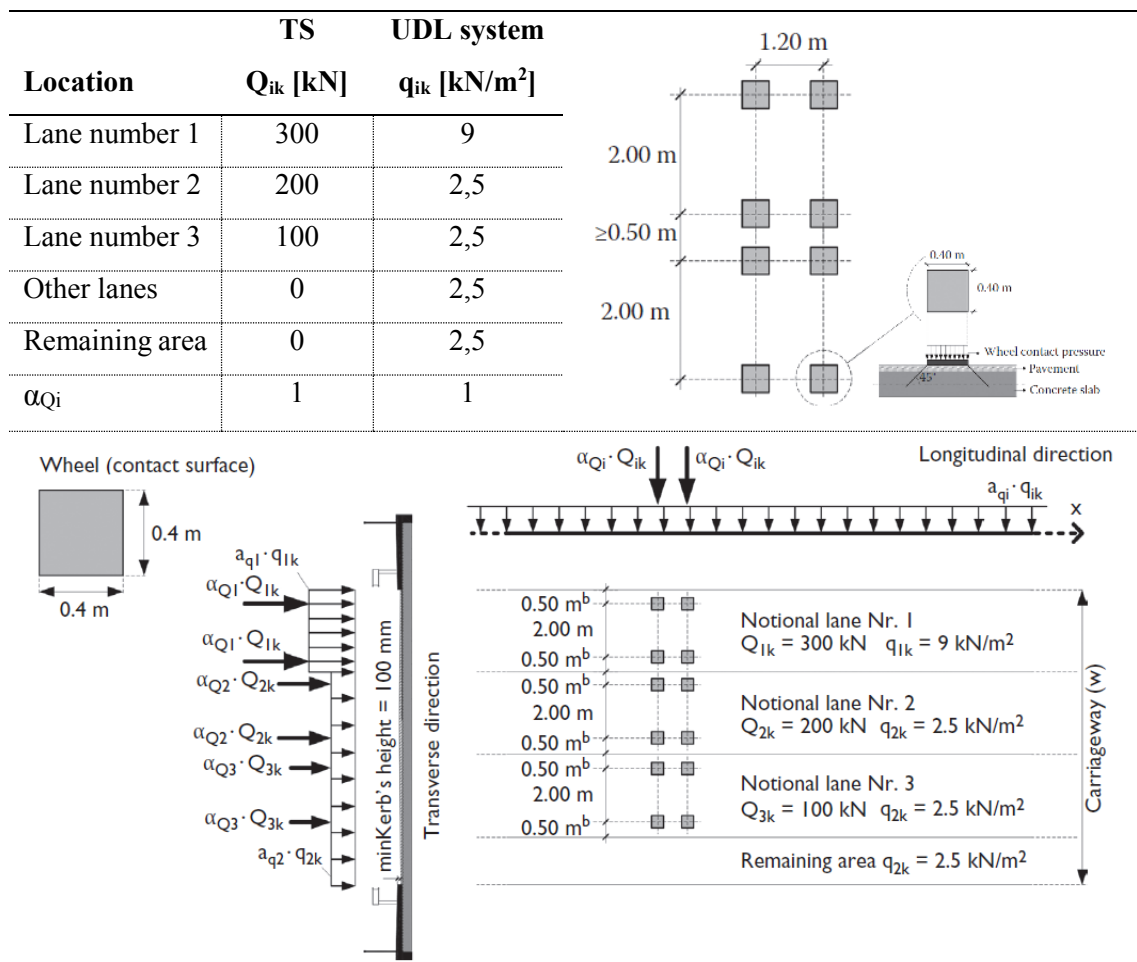 TS UDL system
Location Qik [kN] qik [kN/m²]
Lane number 1 300 9
Lane number 2 200 2,5
Lane number 3 100 2,5
Other lanes 0 2,5
Remaining area 0 2,5
αQi 1 1
1.20 m
2.00 m
≥0.50 m
2.00 m
0.40 m
0.40 m
Wheel contact pressure
Pavement
45°
Concrete slab
Wheel (contact surface)
0.4 m
0.4 m
aq1· q1k
αQ1· Q1k
αQ1· Q1k
αQ2· Q2k
αQ2· Q2k
αQ3· Q3k
αQ3· Q3k
aq2· q2k
minKerb's height = 100 mm
Transverse direction
αQi · Qik αQi · Qik Longitudinal direction
aqi· qik
x
0.50 mᵇ
2.00 m
0.50 mᵇ
Notional lane Nr. 1
Q1k = 300 kN q1k = 9 kN/m²
0.50 mᵇ
2.00 m
0.50 mᵇ
Notional lane Nr. 2
Q2k = 200 kN q2k = 2.5 kN/m²
0.50 mᵇ
2.00 m
0.50 mᵇ
Notional lane Nr. 3
Q3k = 100 kN q2k = 2.5 kN/m²
Remaining area q2k = 2.5 kN/m²
Carriageway (w)